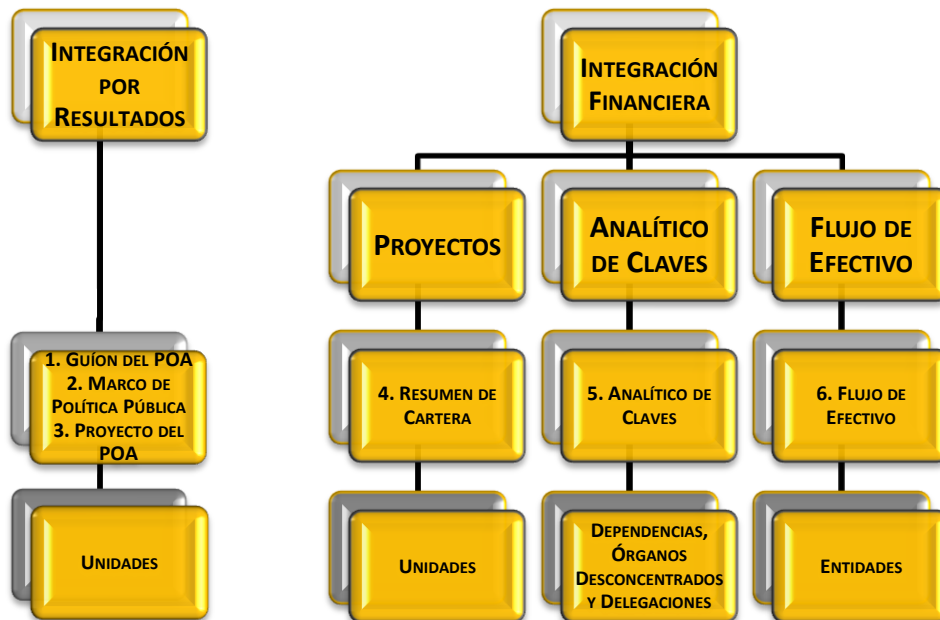 INTEGRACIÓN
POR
RESULTADOS
1. GUÍON DEL POA
2. MARCO DE
POLÍTICA PÚBLICA
3. PROYECTO DEL
POA
UNIDADES
INTEGRACIÓN
FINANCIERA
PROYECTOS
ANALÍTICO
DE CLAVES
FLUJO DE
EFECTIVO
4. RESUMEN DE
CARTERA
5. ANALÍTICO DE
CLAVES
6. FLUJO DE
EFECTIVO
UNIDADES
DEPENDENCIAS,
ÓRGANOS
DESCONCENTRADOS
Y DELEGACIONES
ENTIDADES